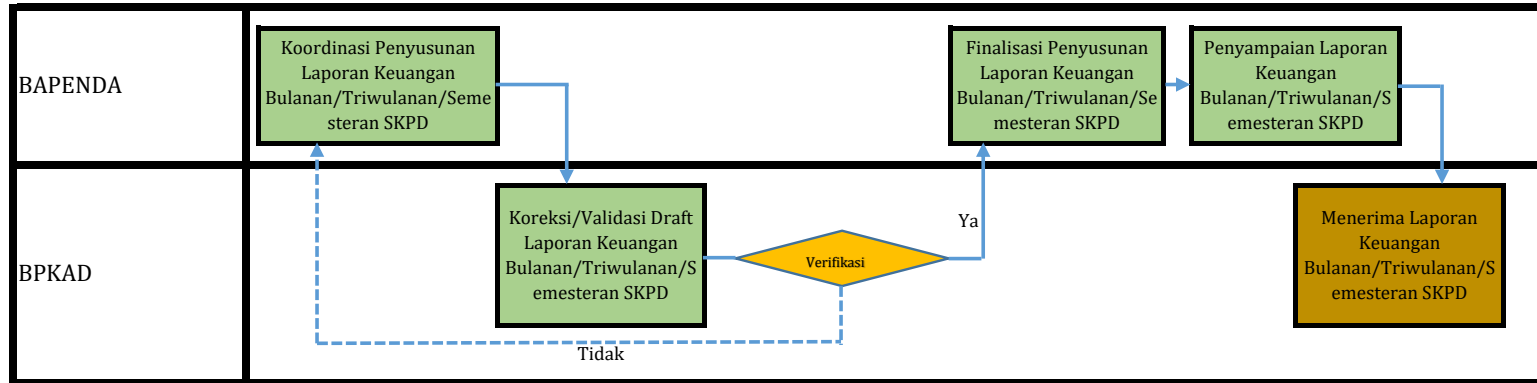 BAPENDA
Koordinasi Penyusunan
Laporan Keuangan
Bulanan/Triwulanan/Seme
steran SKPD
Finalisasi Penyusunan
Laporan Keuangan
Bulanan/Triwulanan/Se
mesteran SKPD
Penyampaian Laporan
Keuangan
Bulanan/Triwulanan/S
emesteran SKPD
BPKAD
Koreksi/Validasi Draft
Laporan Keuangan
Bulanan/Triwulanan/S
emesteran SKPD
Verifikasi
Ya
Tidak
Menerima Laporan
Keuangan
Bulanan/Triwulanan/S
emesteran SKPD